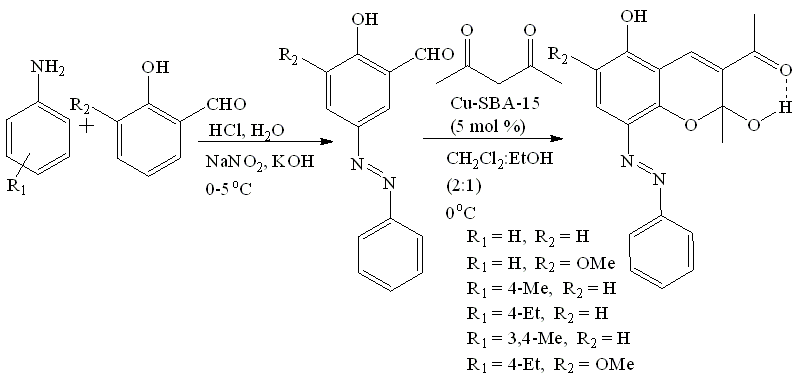 NH2
R1
+
OH
R2
CHO
HCl, H2O
NaNO2, KOH
0-5 °C
OH
R2
CHO
N
N
O O
Cu-SBA-15
(5 mol %)
CH2Cl2:EtOH
(2:1)
0°C
R1 = H, R2 = H
R1 = H, R2 = OMe
R1 = 4-Me, R2 = H
R1 = 4-Et, R2 = H
R1 = 3,4-Me, R2 = H
R1 = 4-Et, R2 = OMe
OH
R2
O
H
O
O
N
N